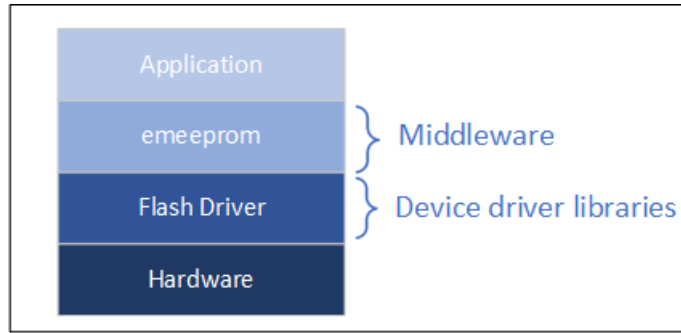 Application
emeeprom
Middleware
Flash Driver
Device driver libraries
Hardware